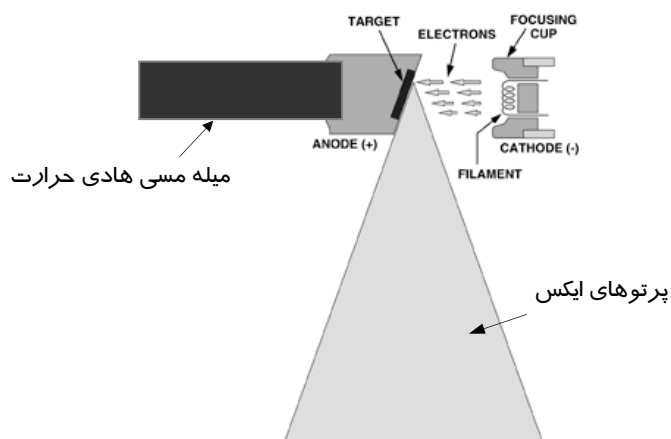 TARGET
ELECTRONS
FOCUSING
CUP
ANODE (+)
CATHODE (-)
FILAMENT
میله مسی هادی حرارت
پرتوهای ایکس